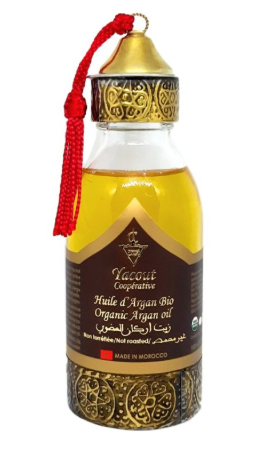 Yacout
Coopérative
Huile d'Argan Bio
Organic Argan oil
زيت أركان العضوي
Non torréfiée/Not roasted/ غير محمص
MADE IN MOROCCO